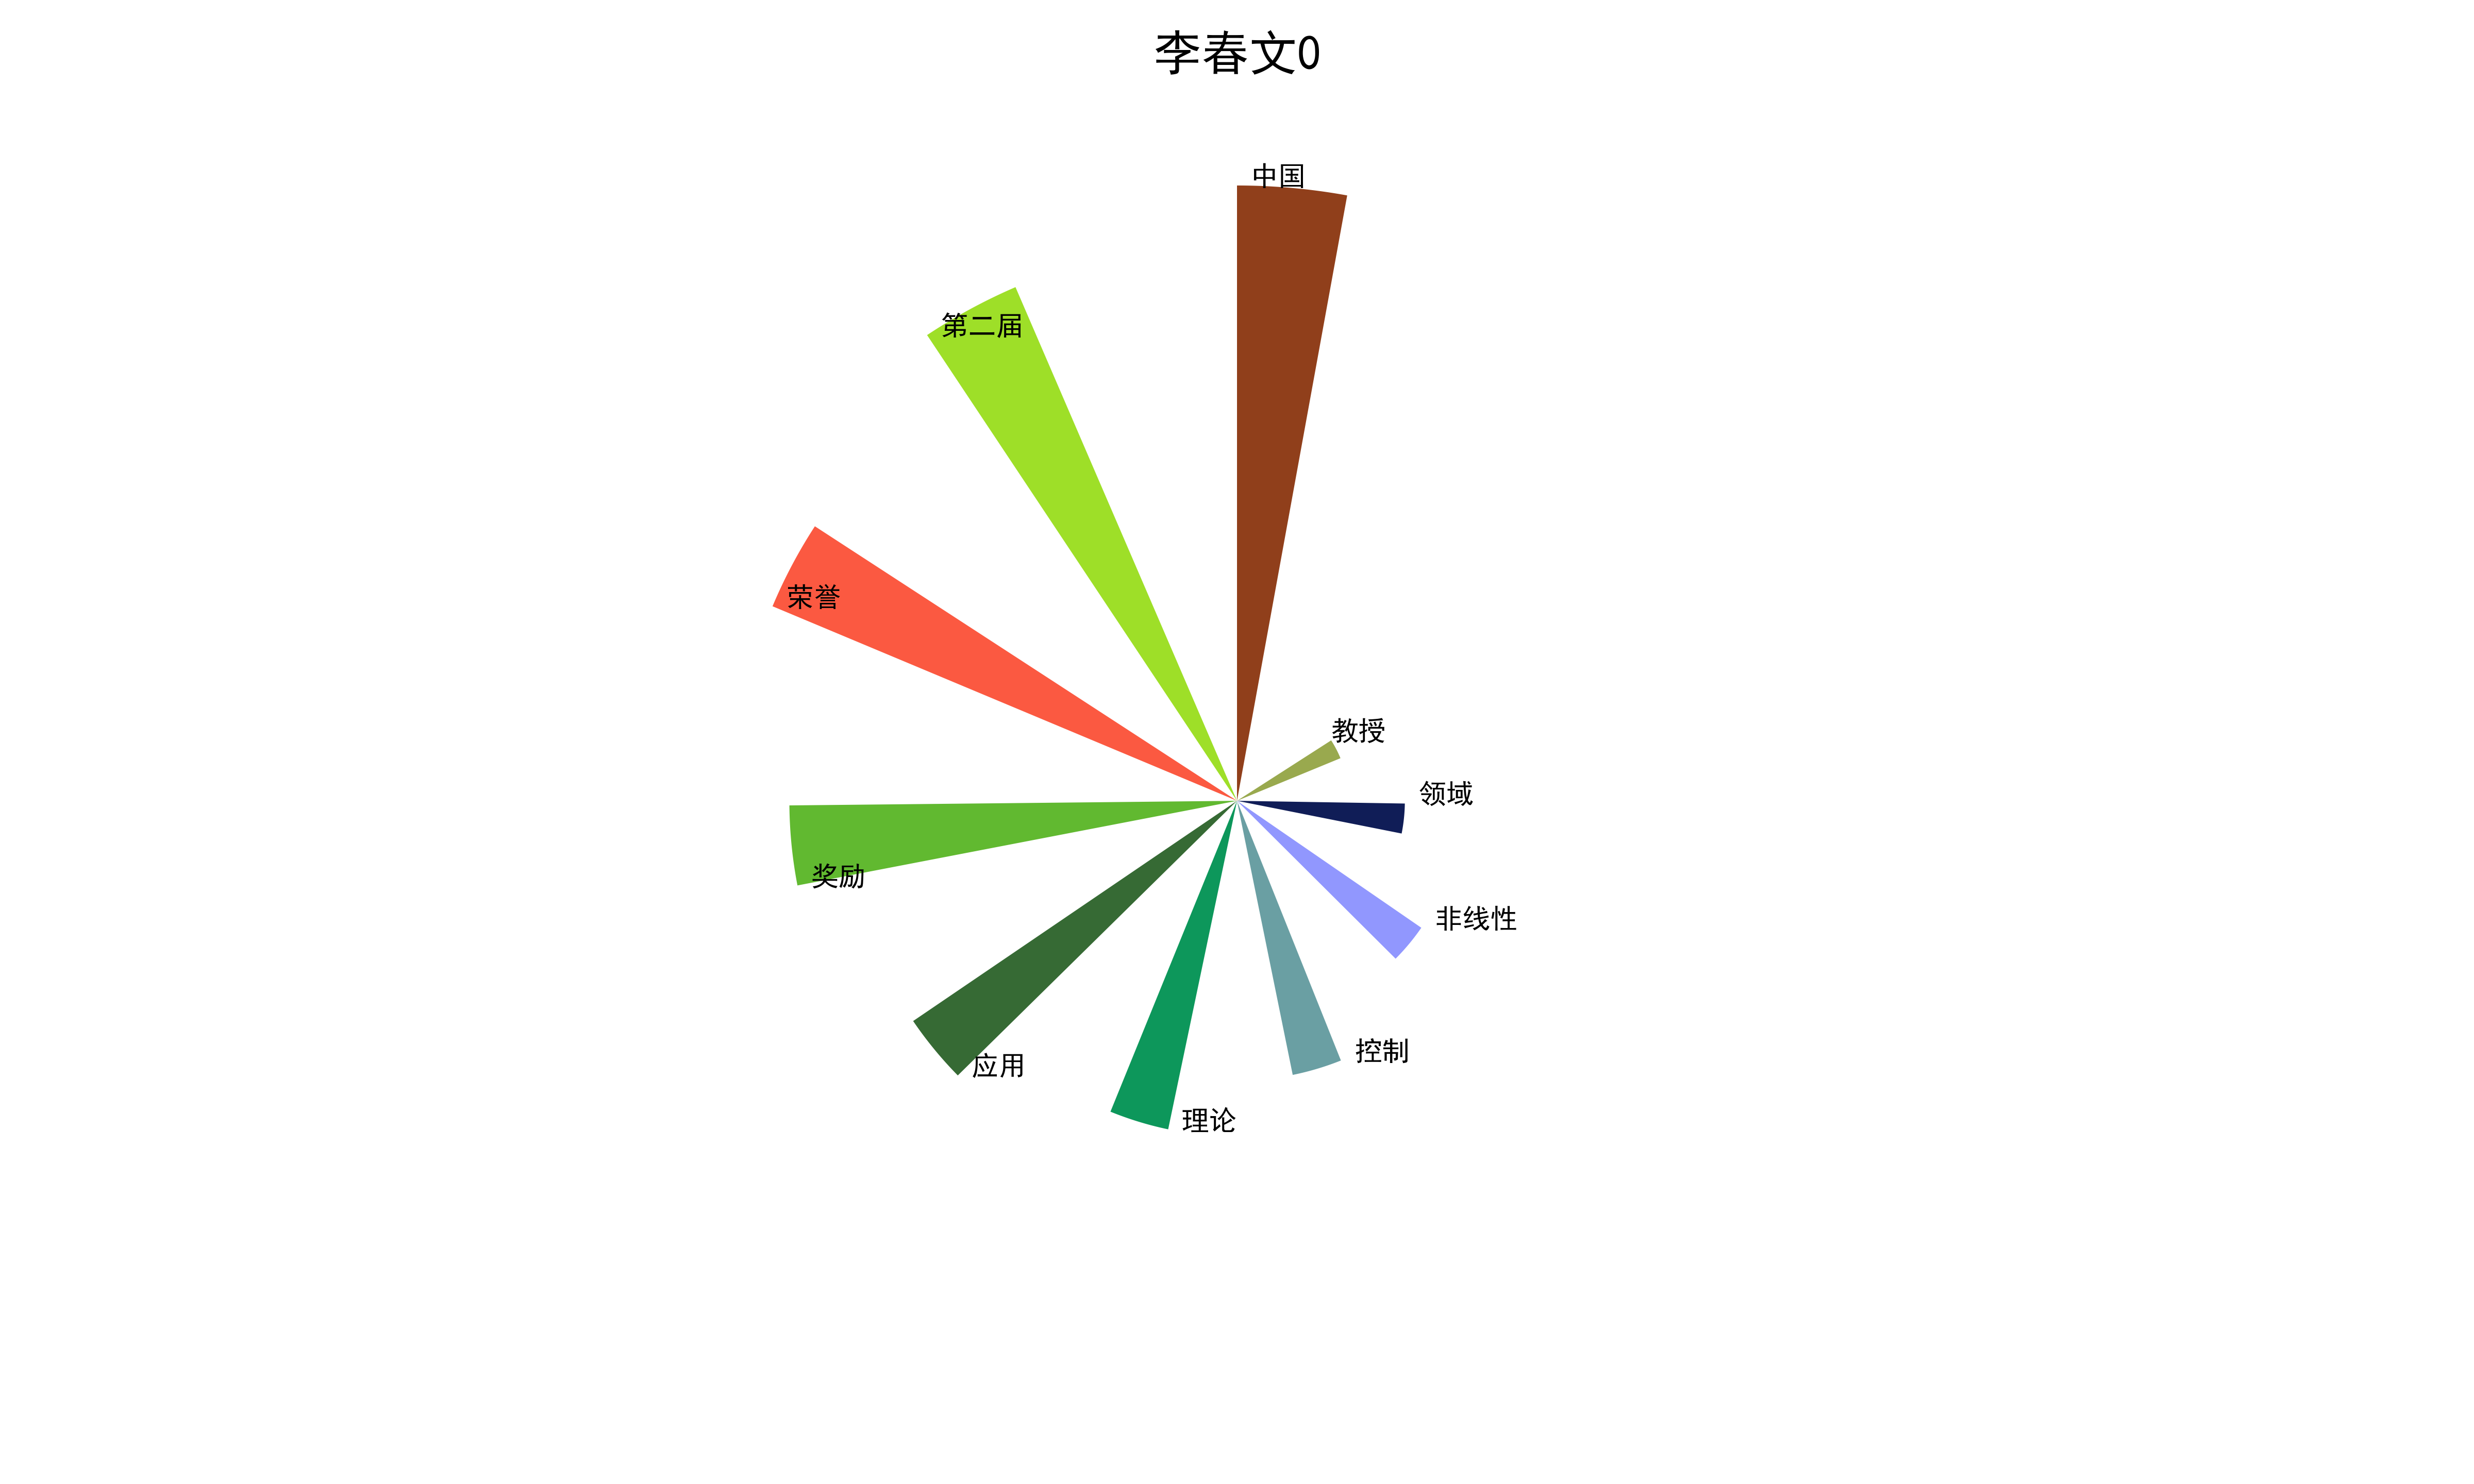 李春文0
中国
第二届
荣誉
教授
领域
奖励
非线性
控制
应用
理论